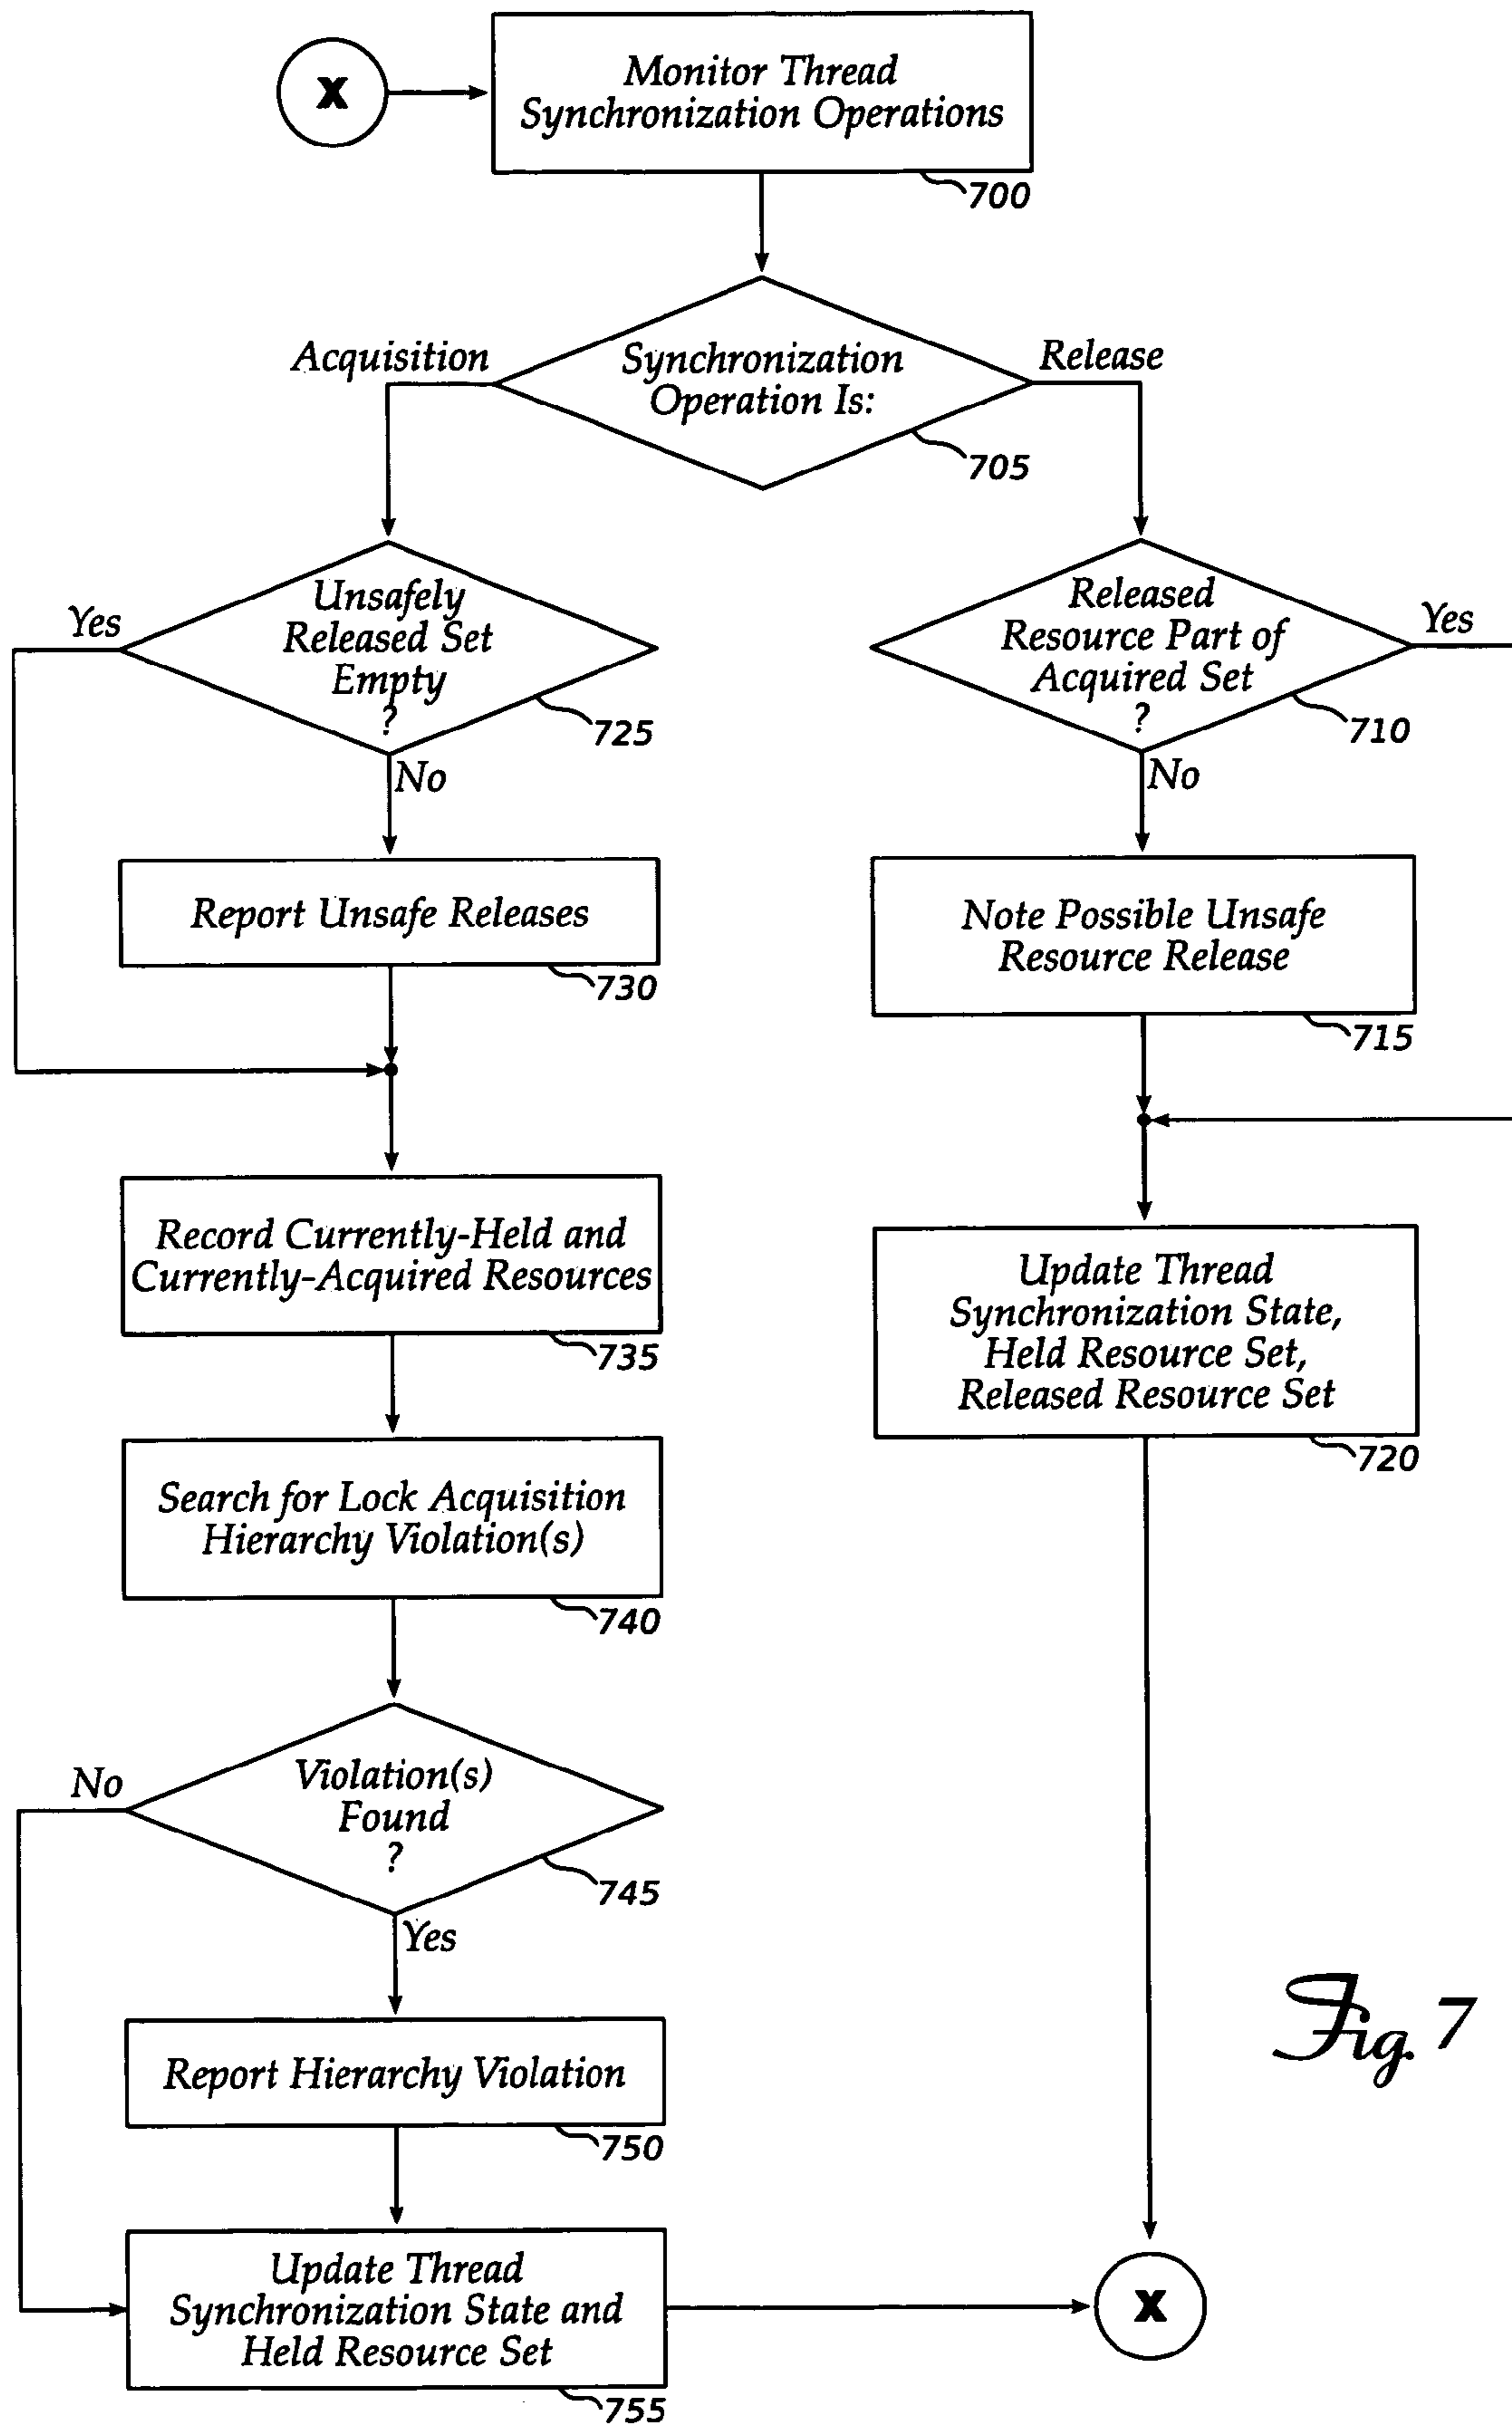 X
Monitor Thread
Synchronization Operations
700
Acquisition
Synchronization
Operation Is:
Release
705
Yes
Unsafely
Released Set
Empty
?
725
No
Released
Resource Part of
Acquired Set
?
Yes
710
No
Report Unsafe Releases
730
Note Possible Unsafe
Resource Release
715
Record Currently-Held and
Currently-Acquired Resources
735
Update Thread
Synchronization State,
Held Resource Set,
Released Resource Set
720
Search for Lock Acquisition
Hierarchy Violation(s)
740
No
Violation(s)
Found
?
745
Yes
Report Hierarchy Violation
750
Fig. 7
Update Thread
Synchronization State and
Held Resource Set
755
X